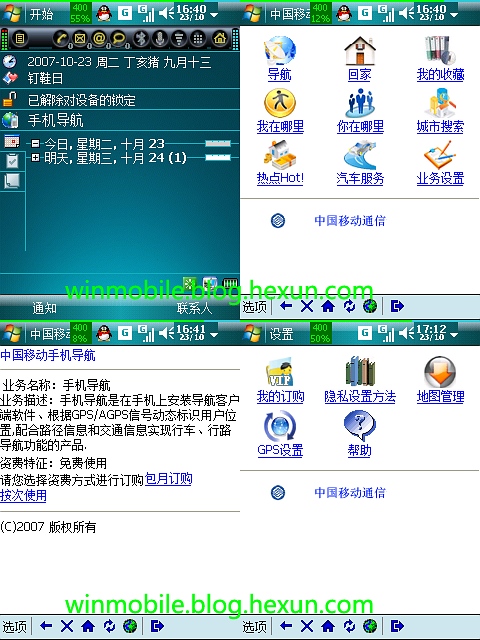 开始
400
55%
G
G
16:40
23/10
2007-10-23 周二 丁亥猪 九月十三
钉鞋日
已解除对设备的锁定
手机导航
今日, 星期二, 十月 23
明天, 星期三, 十月 24 (1)
通知
联系人
中国移动
400
12%
G
G
16:40
23/10
导航
回家
我的收藏
我在哪里
你在哪里
城市搜索
热点Hot!
汽车服务
业务设置
中国移动通信
选项
winmobile.blog.hexun.com
中国移动
400
8%
G
G
16:41
23/10
中国移动手机导航
业务名称: 手机导航
业务描述: 手机导航是在手机上安装导航客户
端软件、根据GPS/AGPS信号动态标识用户位
置,配合路径信息和交通信息实现行车、行路
导航功能的产品.
资费特征: 免费使用
请您选择资费方式进行订购包月订购
按次使用
(C)2007 版权所有
选项
设置
400
50%
G
G
17:12
23/10
VIP
我的订购
隐私设置方法
地图管理
GPS设置
帮助
中国移动通信
选项
winmobile.blog.hexun.com